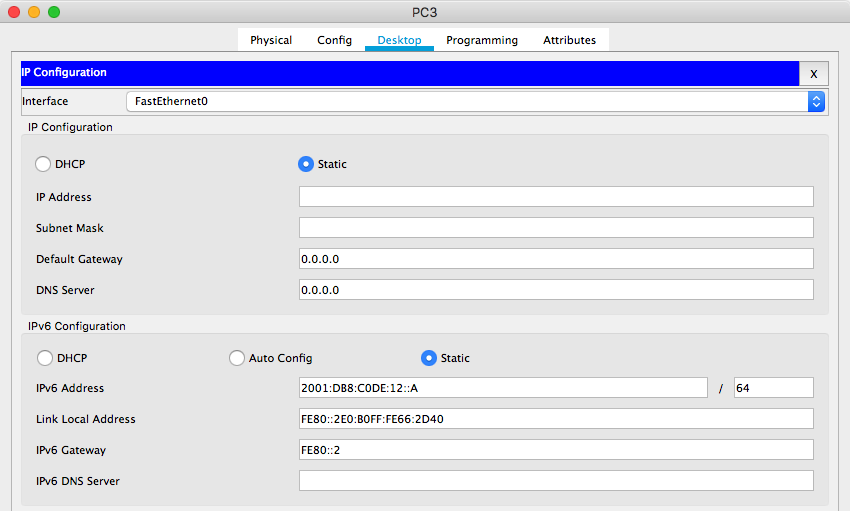 PC3
Physical Config Desktop Programming Attributes
IP Configuration X
Interface FastEthernet0
IP Configuration
DHCP Static
IP Address
Subnet Mask
Default Gateway 0.0.0.0
DNS Server 0.0.0.0
IPv6 Configuration
DHCP Auto Config Static
IPv6 Address 2001:DB8:C0DE:12::A / 64
Link Local Address FE80::2E0:B0FF:FE66:2D40
IPv6 Gateway FE80::2
IPv6 DNS Server